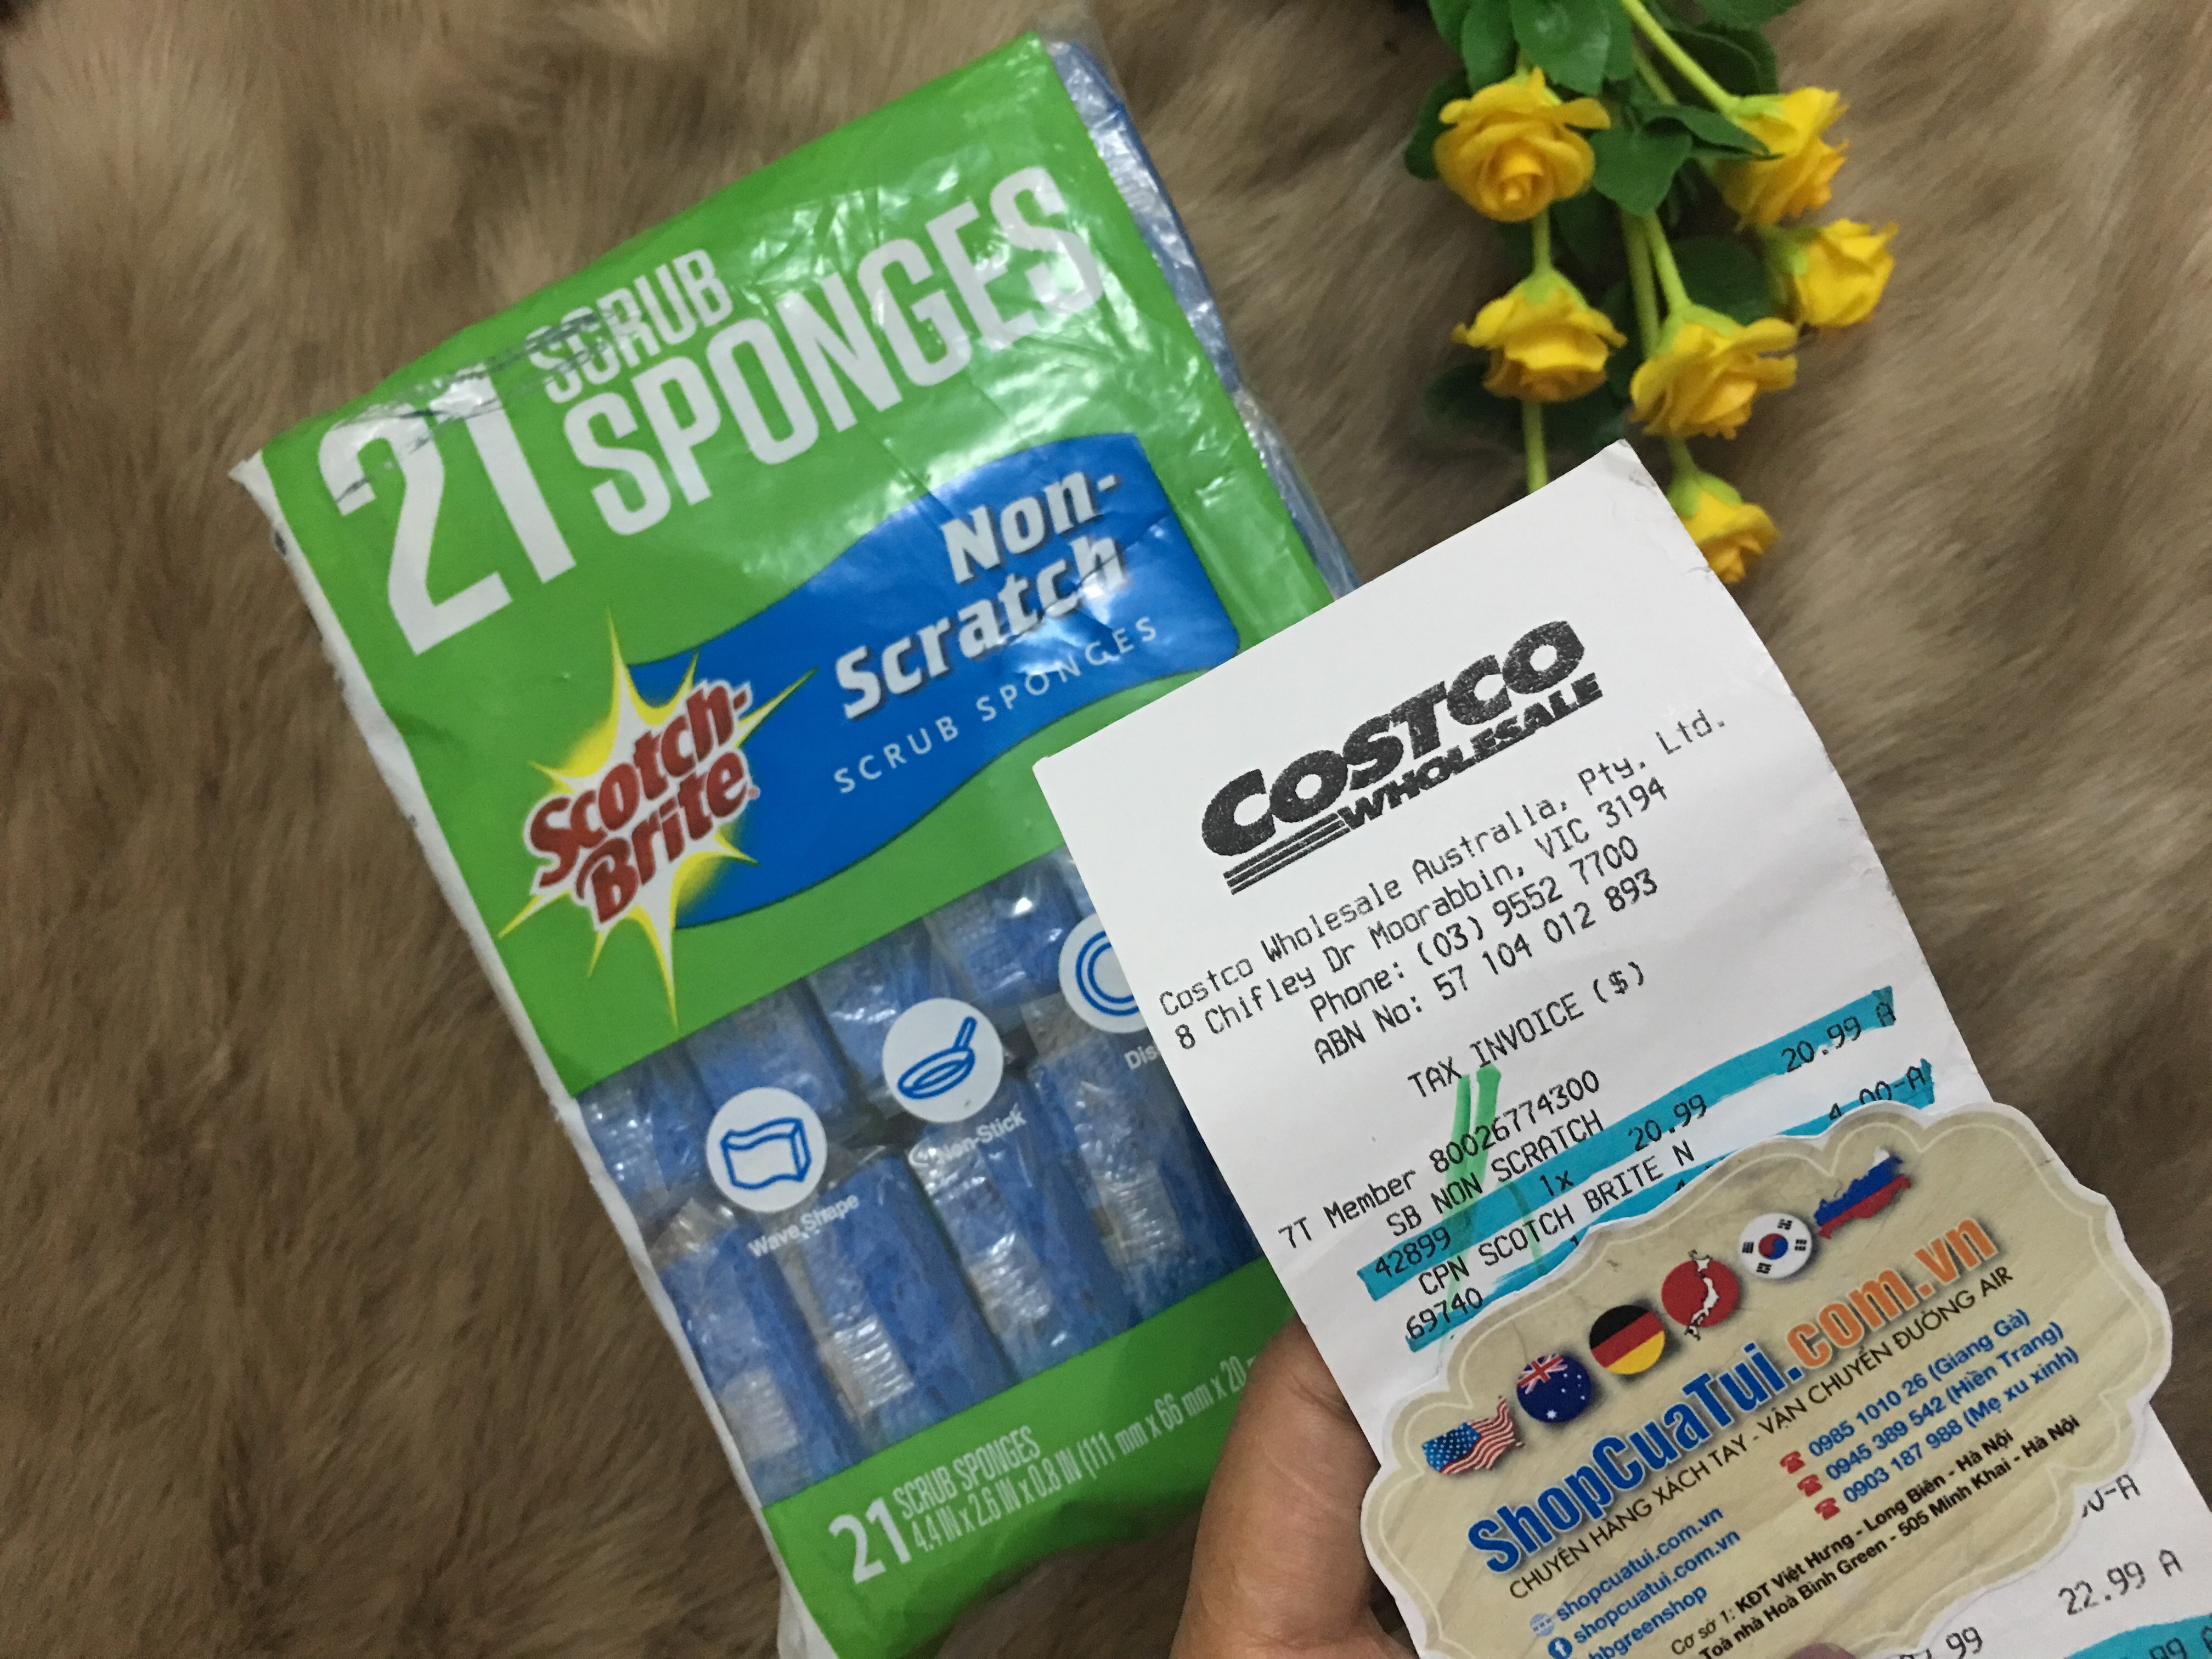 21 SCRUB
SPONGES
Non-
Scratch
SCRUB SPONGES
Scotch-
Brite
Wave Shape
Non-Stick
21 SCRUB SPONGES
4.4 IN x 2.6 IN x 0.8 IN (111 mm x 66 mm x 20
COSTCO
WHOLESALE
Costco Wholesale Australia, Pty. Ltd.
8 Chifley Dr Moorabbin, VIC 3194
Phone: (03) 9552 7700
ABN No: 57 104 012 893
TAX INVOICE ($)
7T Member 800267743​00
SB NON SCRATCH
42899 1x 20.99 20.99 A
CPN SCOTCH BRITE N
69740 4.00-A
ShopCuaTui.com.vn
CHUYÊN HÀNG XÁCH TAY - VẬN CHUYỂN ĐƯỜNG AIR
0985 1010 26 (Giang Gà)
0945 389 542 (Hiền Trang)
0903 187 988 (Mẹ xu xinh)
shopcuatui.com.vn
shopcuatui.com.vn
bbgreenshop
Cơ sở 1: KĐT Việt Hưng - Long Biên - Hà Nội
Toà nhà Hoà Bình Green - 505 Minh Khai - Hà Nội
22.99 A